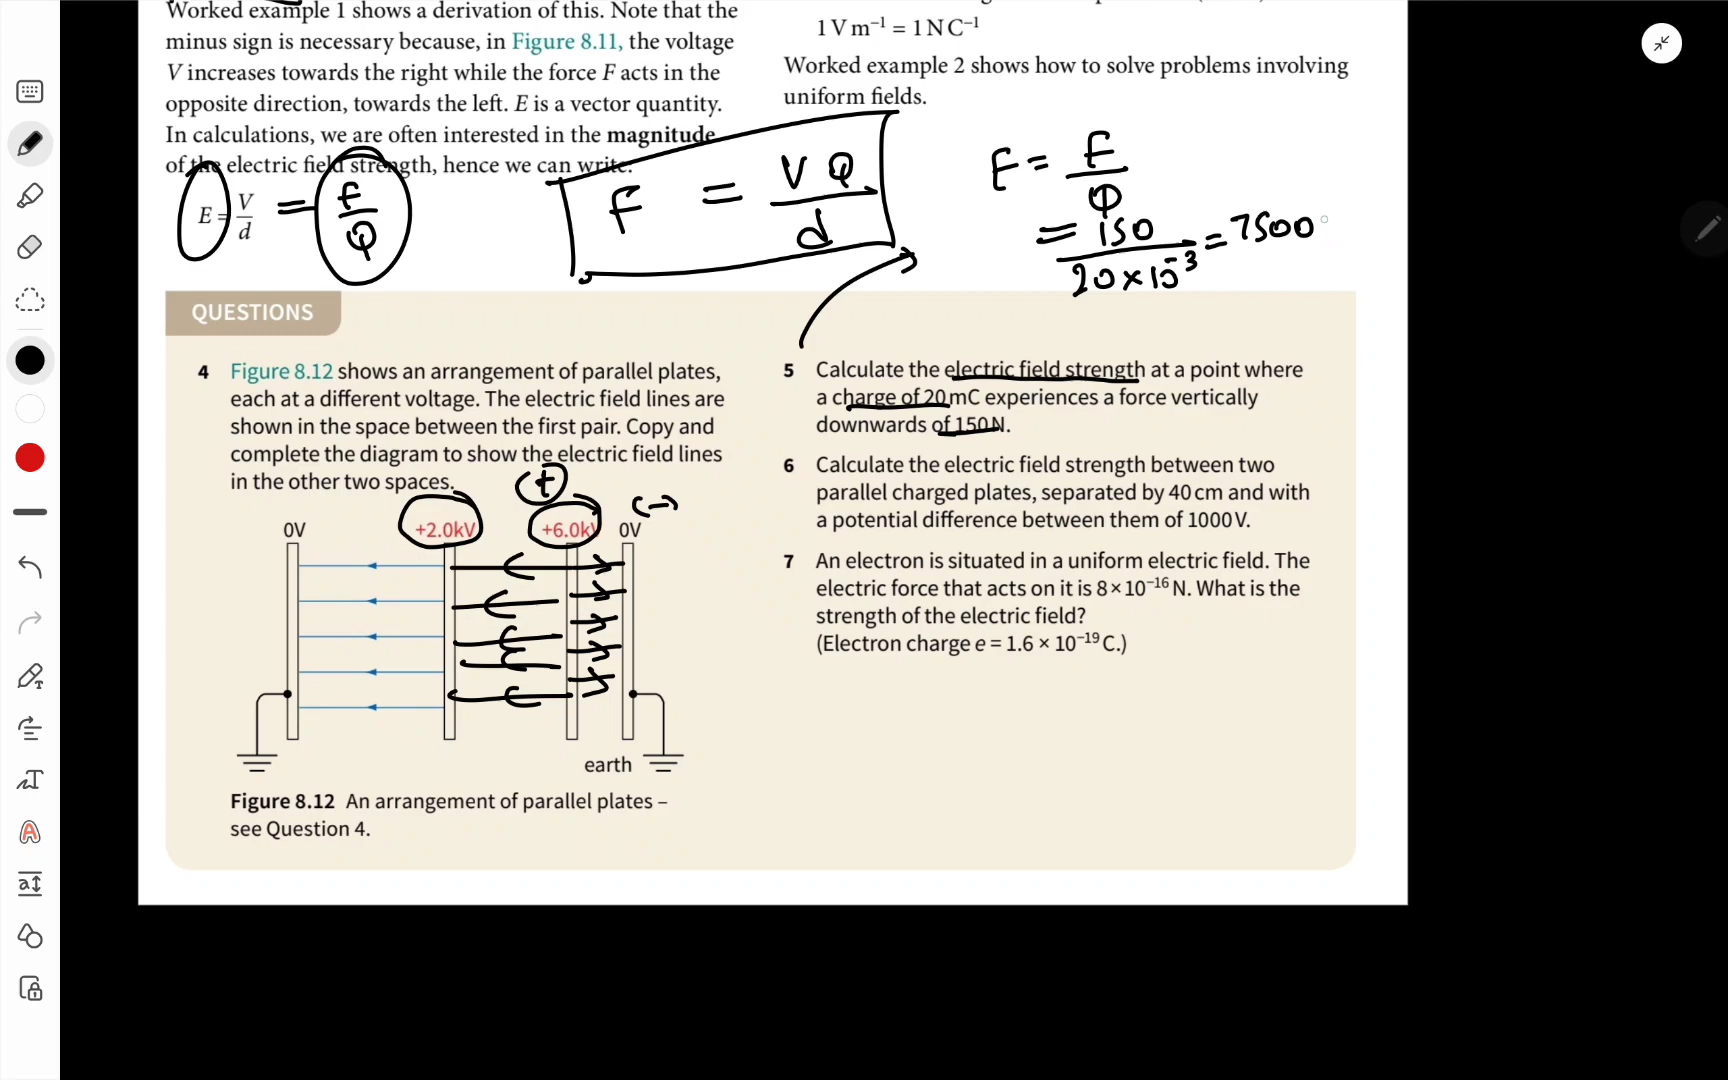 Worked example 1 shows a derivation of this. Note that the
minus sign is necessary because, in Figure 8.11, the voltage
V increases towards the right while the force F acts in the
opposite direction, towards the left. E is a vector quantity.
In calculations, we are often interested in the magnitude
of the electric field strength, hence we can write:
E = V/d = F/Q
F = VQ/d
1 V m⁻¹ = 1 N C⁻¹
Worked example 2 shows how to solve problems involving
uniform fields.
F = F/Q
= 150/20 × 10⁻³ = 7500
QUESTIONS
4 Figure 8.12 shows an arrangement of parallel plates,
each at a different voltage. The electric field lines are
shown in the space between the first pair. Copy and
complete the diagram to show the electric field lines
in the other two spaces.
(+)
(-)
0V +2.0kV +6.0kV 0V
earth
Figure 8.12 An arrangement of parallel plates –
see Question 4.
5 Calculate the electric field strength at a point where
a charge of 20 mC experiences a force vertically
downwards of 150 N.
6 Calculate the electric field strength between two
parallel charged plates, separated by 40 cm and with
a potential difference between them of 1000 V.
7 An electron is situated in a uniform electric field. The
electric force that acts on it is 8 × 10⁻¹⁶ N. What is the
strength of the electric field?
(Electron charge e = 1.6 × 10⁻¹⁹ C.)